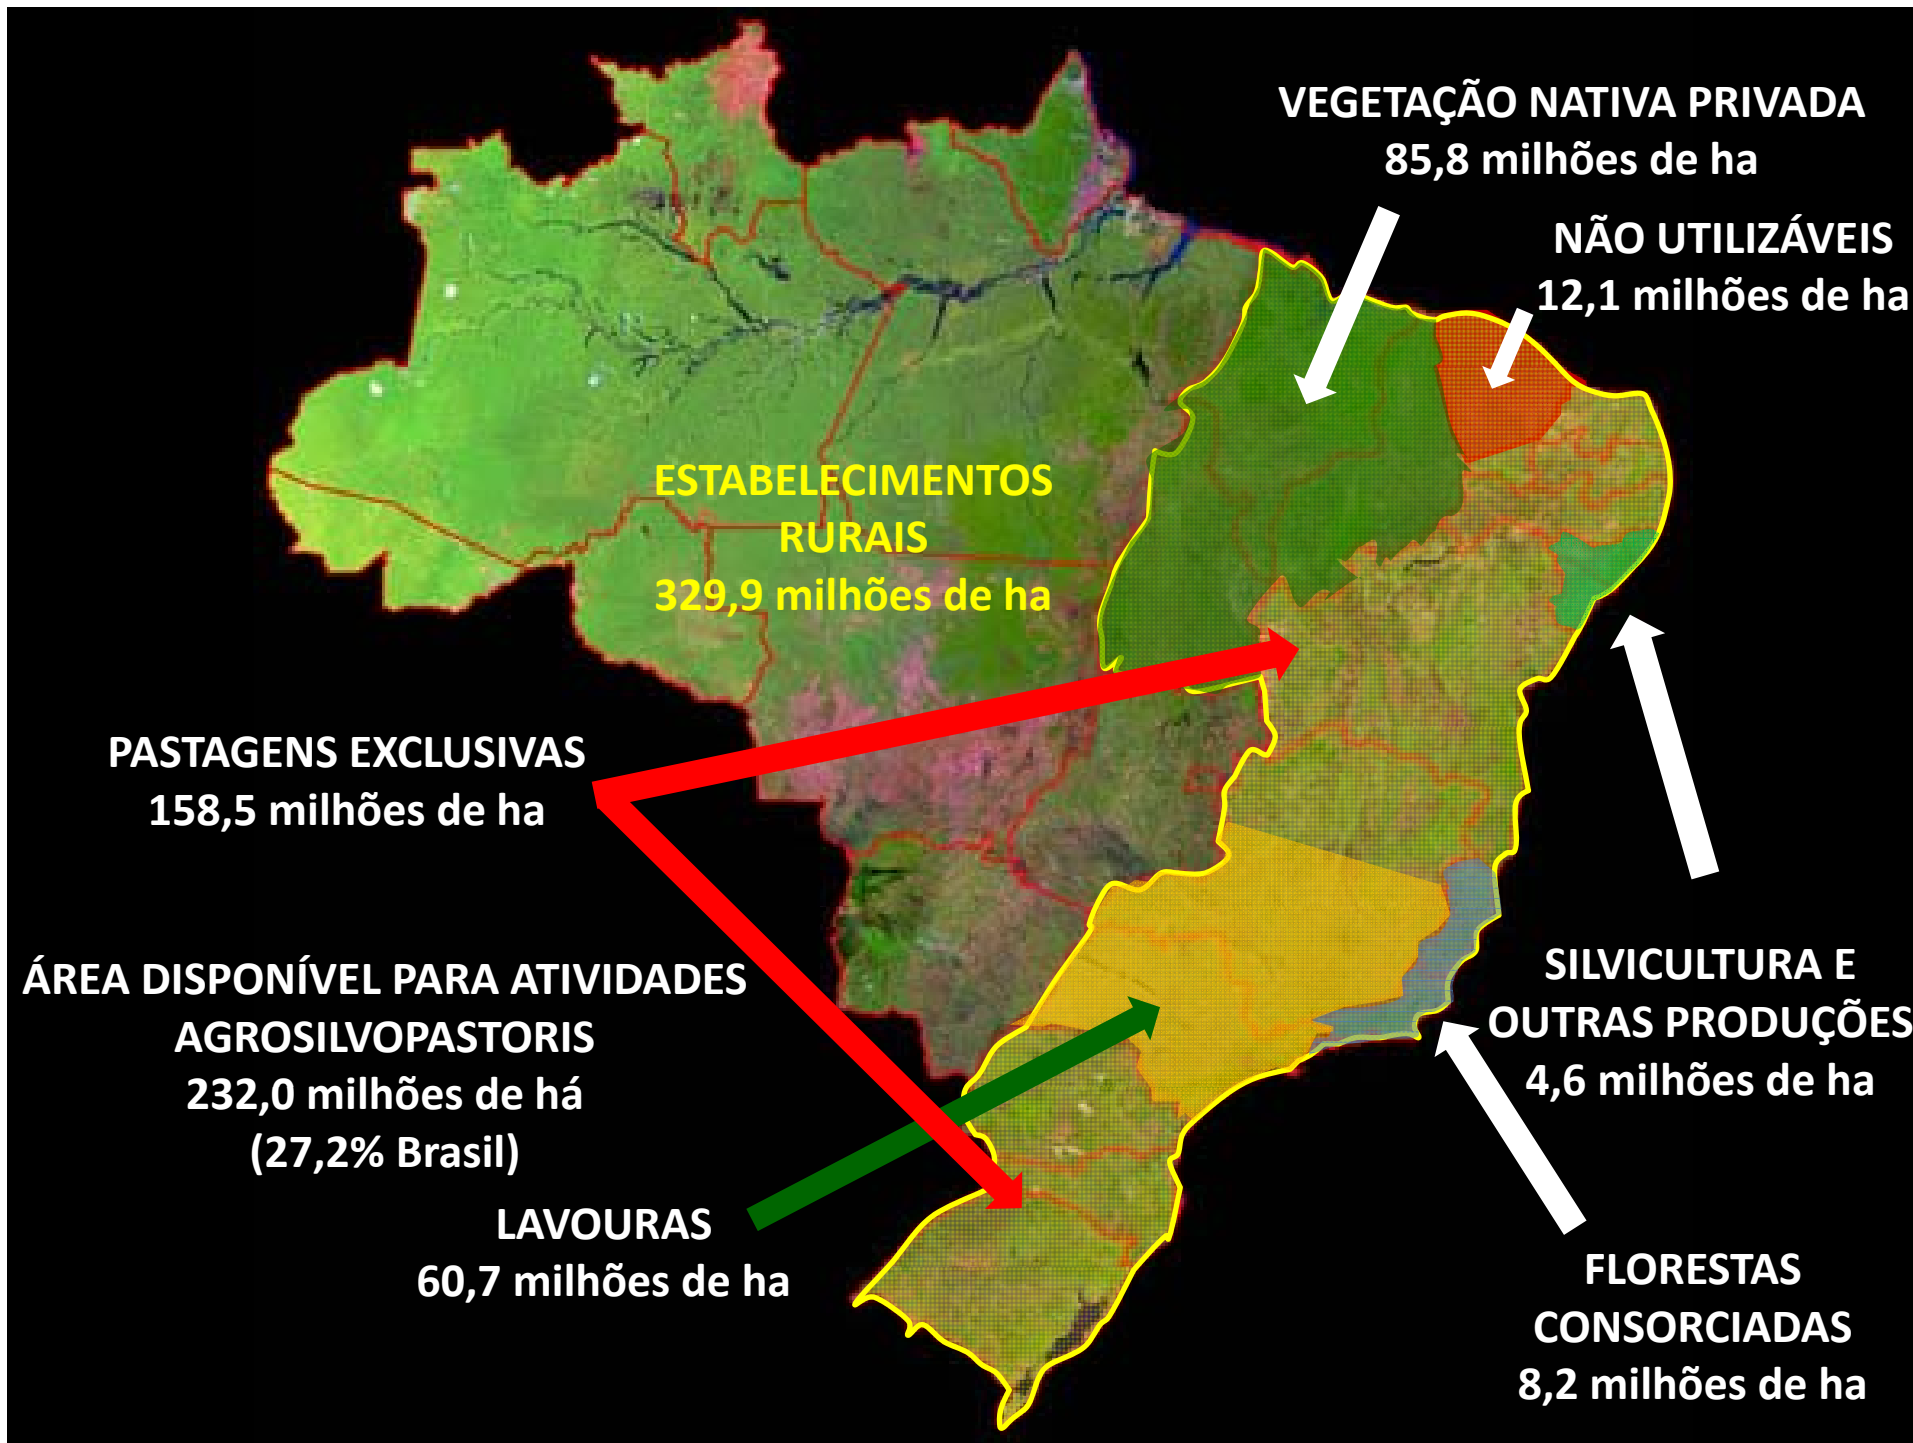 VEGETAÇÃO NATIVA PRIVADA
85,8 milhões de ha
NÃO UTILIZÁVEIS
12,1 milhões de ha
ESTABELECIMENTOS
RURAIS
329,9 milhões de ha
PASTAGENS EXCLUSIVAS
158,5 milhões de ha
ÁREA DISPONÍVEL PARA ATIVIDADES
AGROSILVOPASTORIS
232,0 milhões de há
(27,2% Brasil)
SILVICULTURA E
OUTRAS PRODUÇÕES
4,6 milhões de ha
LAVOURAS
60,7 milhões de ha
FLORESTAS
CONSORCIADAS
8,2 milhões de ha